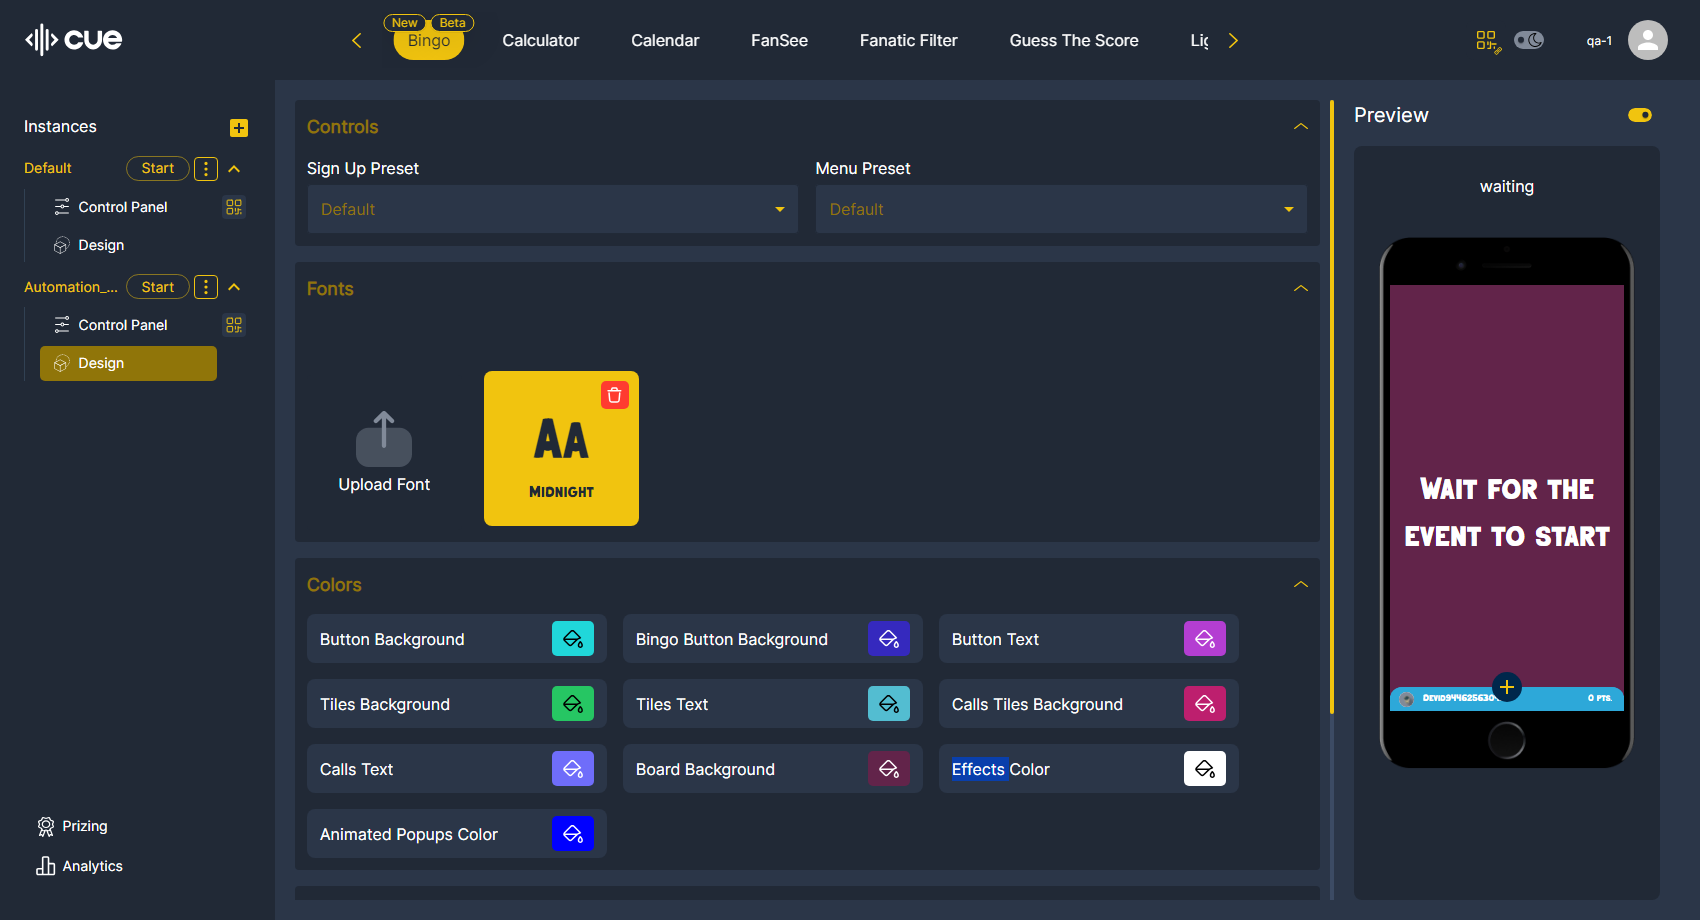 cue
New Beta
Bingo Calculator Calendar FanSee Fanatic Filter Guess The Score
qa-1
Instances
Default Start
Control Panel
Design
Automation_... Start
Control Panel
Design
Prizing
Analytics
Controls
Sign Up Preset Menu Preset
Default Default
Fonts
Upload Font
AA
MIDNIGHT
Colors
Button Background Bingo Button Background Button Text
Tiles Background Tiles Text Calls Tiles Background
Calls Text Board Background Effects Color
Animated Popups Color
Preview
waiting
WAIT FOR THE
EVENT TO START
0 PTS.